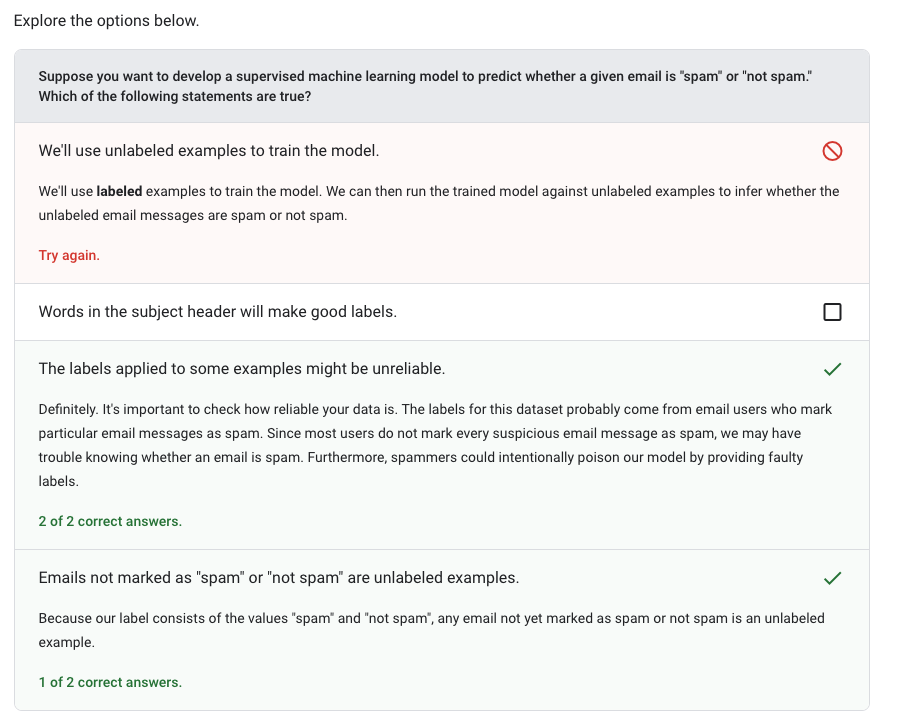 Explore the options below.
Suppose you want to develop a supervised machine learning model to predict whether a given email is "spam" or "not spam."
Which of the following statements are true?
We'll use unlabeled examples to train the model.
We'll use labeled examples to train the model. We can then run the trained model against unlabeled examples to infer whether the
unlabeled email messages are spam or not spam.
Try again.
Words in the subject header will make good labels.
The labels applied to some examples might be unreliable.
Definitely. It's important to check how reliable your data is. The labels for this dataset probably come from email users who mark
particular email messages as spam. Since most users do not mark every suspicious email message as spam, we may have
trouble knowing whether an email is spam. Furthermore, spammers could intentionally poison our model by providing faulty
labels.
2 of 2 correct answers.
Emails not marked as "spam" or "not spam" are unlabeled examples.
Because our label consists of the values "spam" and "not spam", any email not yet marked as spam or not spam is an unlabeled
example.
1 of 2 correct answers.